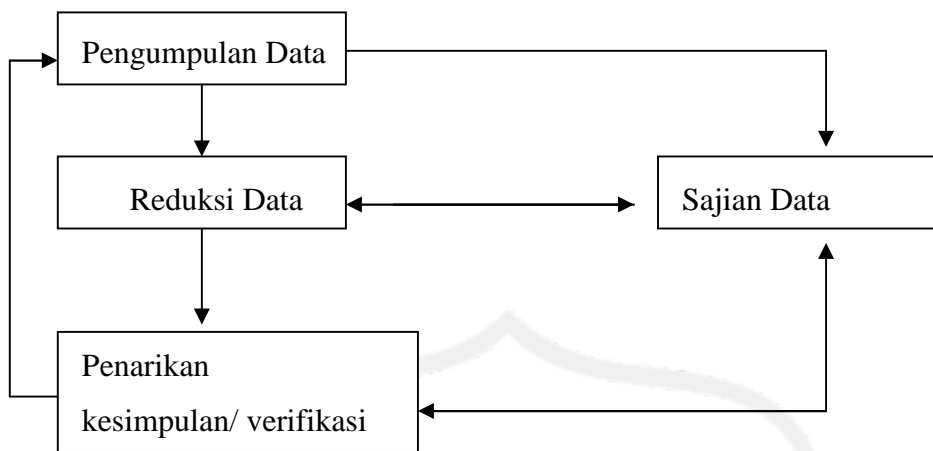 Pengumpulan Data
Reduksi Data
Sajian Data
Penarikan
kesimpulan/ verifikasi